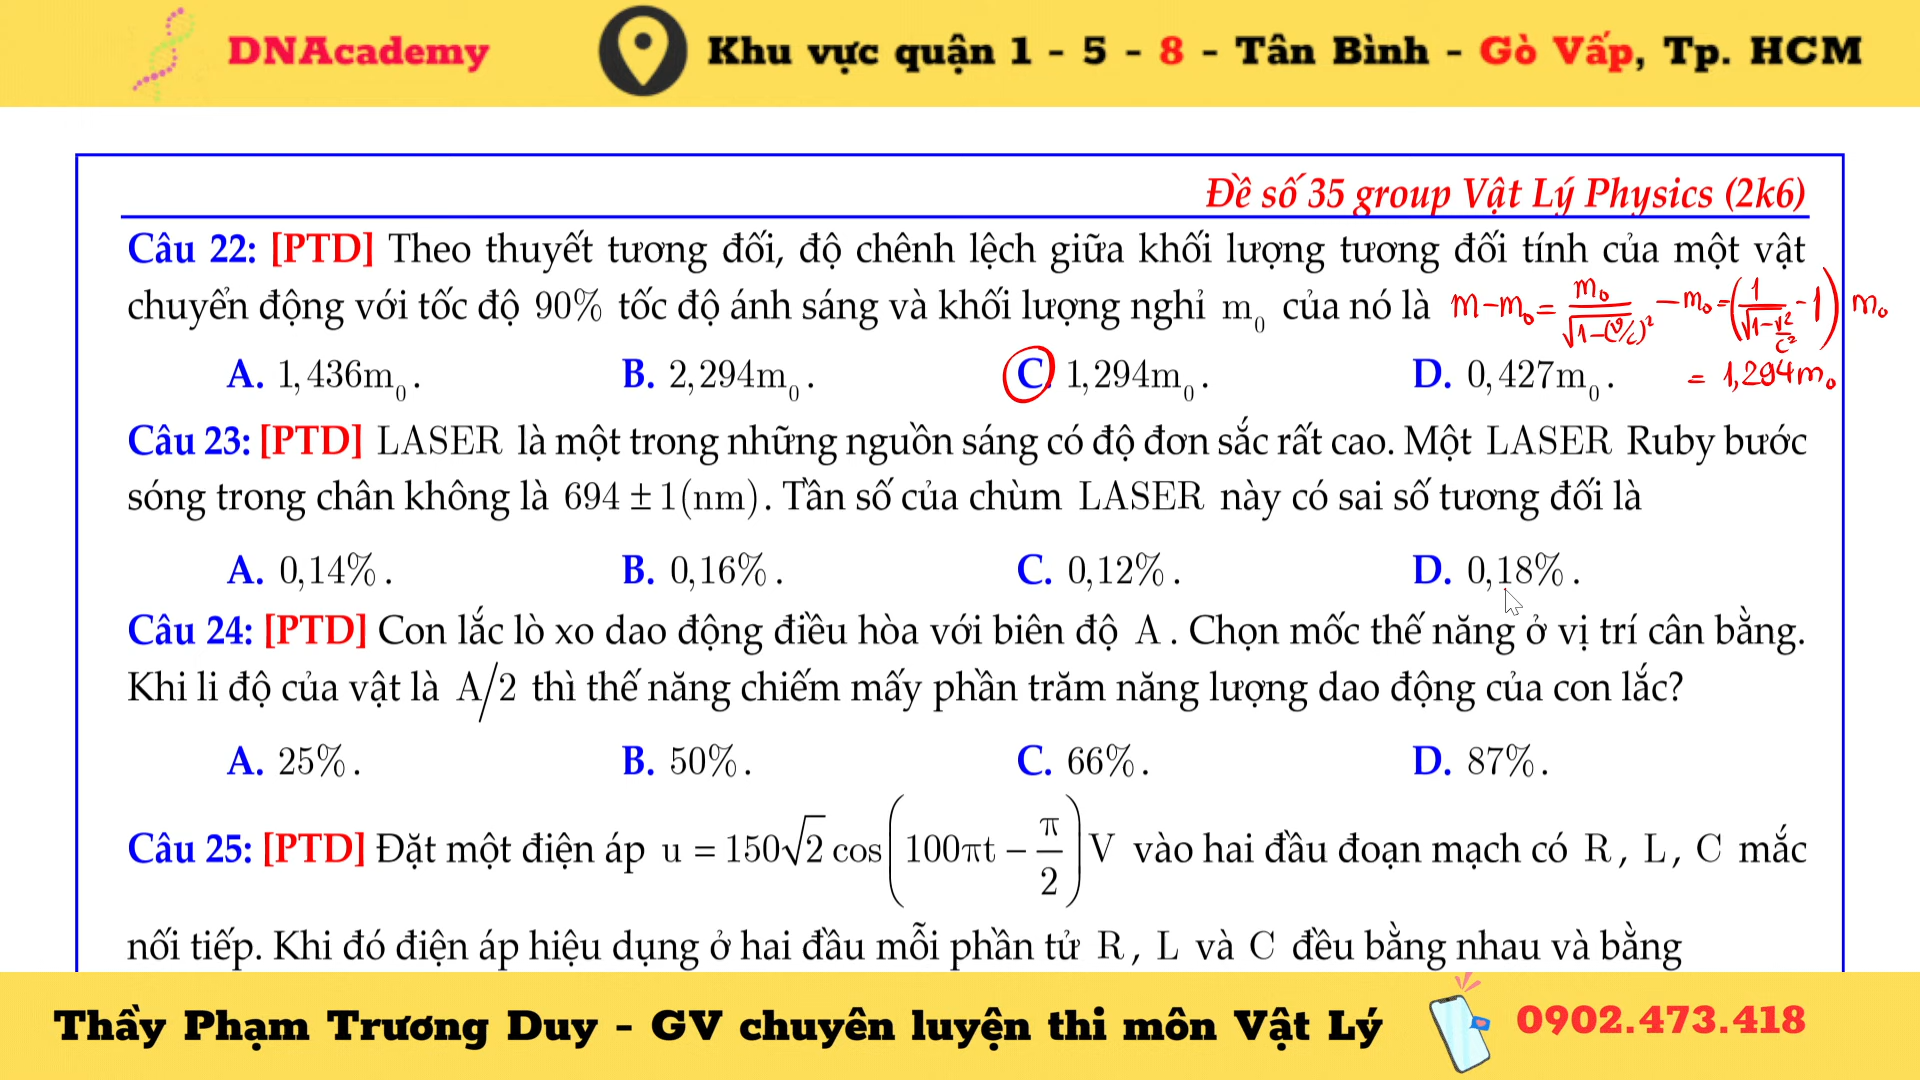 DNAcademy
Khu vực quận 1 - 5 - 8 - Tân Bình - Gò Vấp, Tp. HCM
Đề số 35 group Vật Lý Physics (2k6)
Câu 22: [PTD] Theo thuyết tương đối, độ chênh lệch giữa khối lượng tương đối tính của một vật
chuyển động với tốc độ 90% tốc độ ánh sáng và khối lượng nghỉ m₀ của nó là m-m₀ = m₀/√(1-(v/c)²) - m₀ = (1/√(1-v²/c²) - 1) m₀
A. 1,436m₀. B. 2,294m₀. C. 1,294m₀. D. 0,427m₀. = 1,294m₀
Câu 23: [PTD] LASER là một trong những nguồn sáng có độ đơn sắc rất cao. Một LASER Ruby bước
sóng trong chân không là 694 ± 1(nm). Tần số của chùm LASER này có sai số tương đối là
A. 0,14%. B. 0,16%. C. 0,12%. D. 0,18%.
Câu 24: [PTD] Con lắc lò xo dao động điều hòa với biên độ A. Chọn mốc thế năng ở vị trí cân bằng.
Khi li độ của vật là A/2 thì thế năng chiếm mấy phần trăm năng lượng dao động của con lắc?
A. 25%. B. 50%. C. 66%. D. 87%.
Câu 25: [PTD] Đặt một điện áp u = 150√2 cos(100πt - π/2) V vào hai đầu đoạn mạch có R, L, C mắc
nối tiếp. Khi đó điện áp hiệu dụng ở hai đầu mỗi phần tử R, L và C đều bằng nhau và bằng
Thầy Phạm Trương Duy - GV chuyên luyện thi môn Vật Lý
0902.473.418